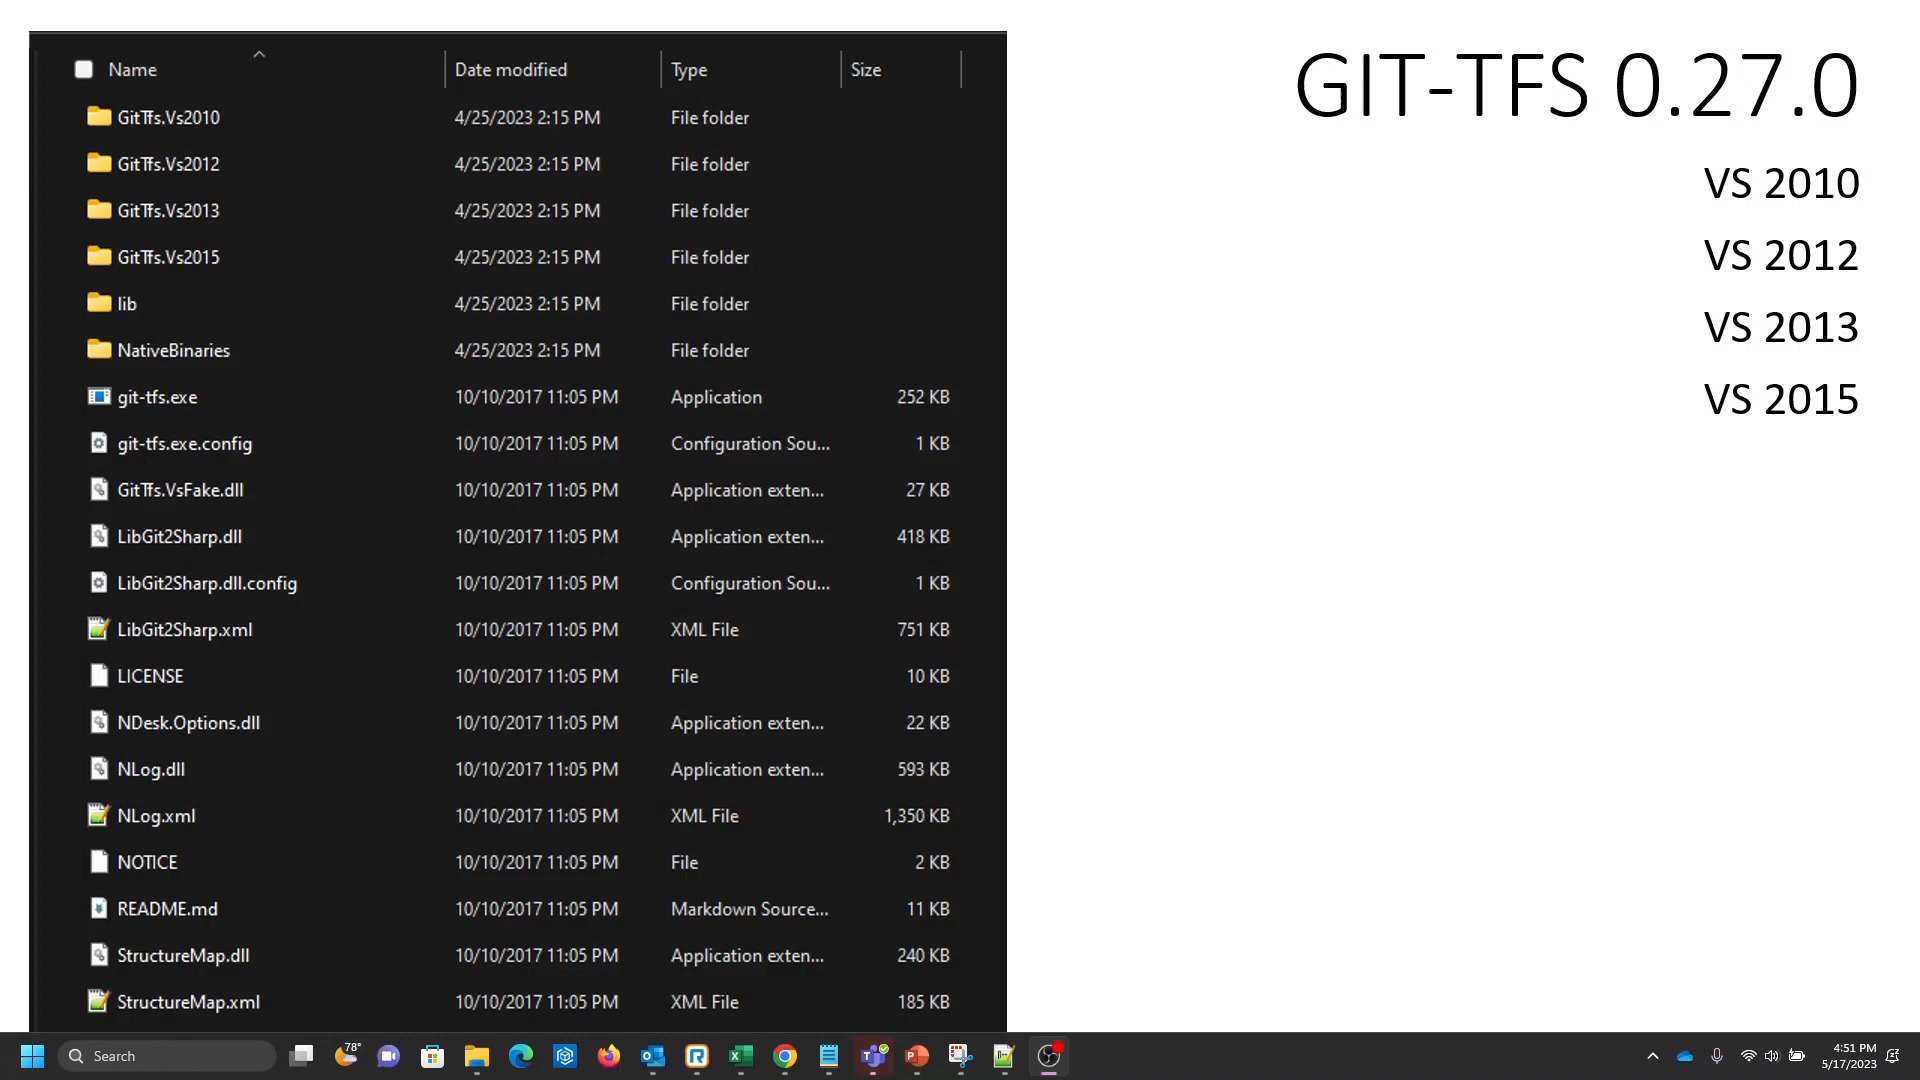 Name Date modified Type Size
GitTfs.Vs2010 4/25/2023 2:15 PM File folder
GitTfs.Vs2012 4/25/2023 2:15 PM File folder
GitTfs.Vs2013 4/25/2023 2:15 PM File folder
GitTfs.Vs2015 4/25/2023 2:15 PM File folder
lib 4/25/2023 2:15 PM File folder
NativeBinaries 4/25/2023 2:15 PM File folder
git-tfs.exe 10/10/2017 11:05 PM Application 252 KB
git-tfs.exe.config 10/10/2017 11:05 PM Configuration Sou... 1 KB
GitTfs.VsFake.dll 10/10/2017 11:05 PM Application exten... 27 KB
LibGit2Sharp.dll 10/10/2017 11:05 PM Application exten... 418 KB
LibGit2Sharp.dll.config 10/10/2017 11:05 PM Configuration Sou... 1 KB
LibGit2Sharp.xml 10/10/2017 11:05 PM XML File 751 KB
LICENSE 10/10/2017 11:05 PM File 10 KB
NDesk.Options.dll 10/10/2017 11:05 PM Application exten... 22 KB
NLog.dll 10/10/2017 11:05 PM Application exten... 593 KB
NLog.xml 10/10/2017 11:05 PM XML File 1,350 KB
NOTICE 10/10/2017 11:05 PM File 2 KB
README.md 10/10/2017 11:05 PM Markdown Source... 11 KB
StructureMap.dll 10/10/2017 11:05 PM Application exten... 240 KB
StructureMap.xml 10/10/2017 11:05 PM XML File 185 KB
GIT-TFS 0.27.0
VS 2010
VS 2012
VS 2013
VS 2015
Search
78°
4:51 PM
5/17/2023